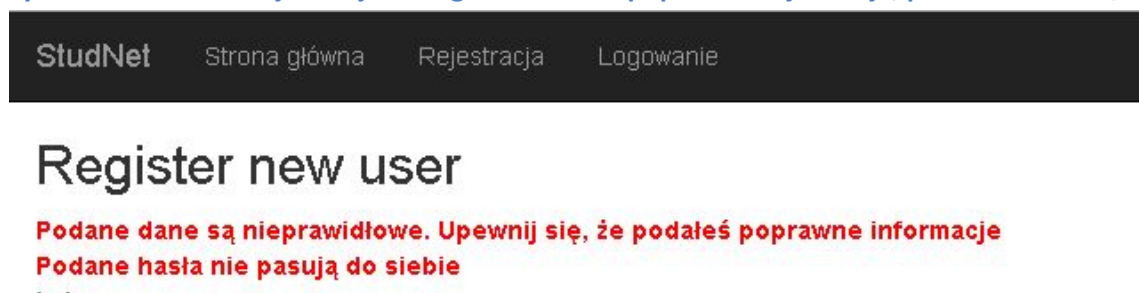 StudNet Strona główna Rejestracja Logowanie
Register new user
Podane dane są nieprawidłowe. Upewnij się, że podałeś poprawne informacje
Podane hasła nie pasują do siebie